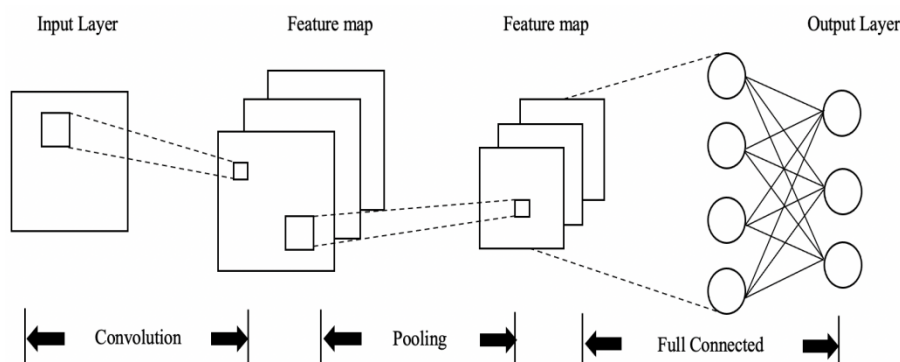 Input Layer
Feature map
Feature map
Output Layer
Convolution
Pooling
Full Connected